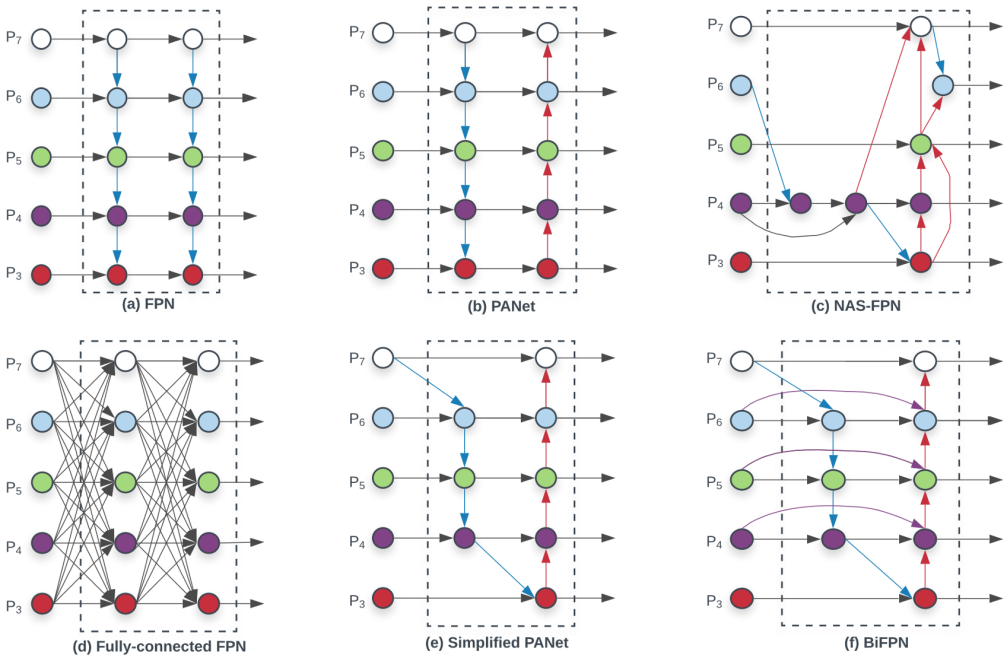 P7
P6
P5
P4
P3
(a) FPN
P7
P6
P5
P4
P3
(b) PANet
P7
P6
P5
P4
P3
(c) NAS-FPN
P7
P6
P5
P4
P3
(d) Fully-connected FPN
P7
P6
P5
P4
P3
(e) Simplified PANet
P7
P6
P5
P4
P3
(f) BiFPN